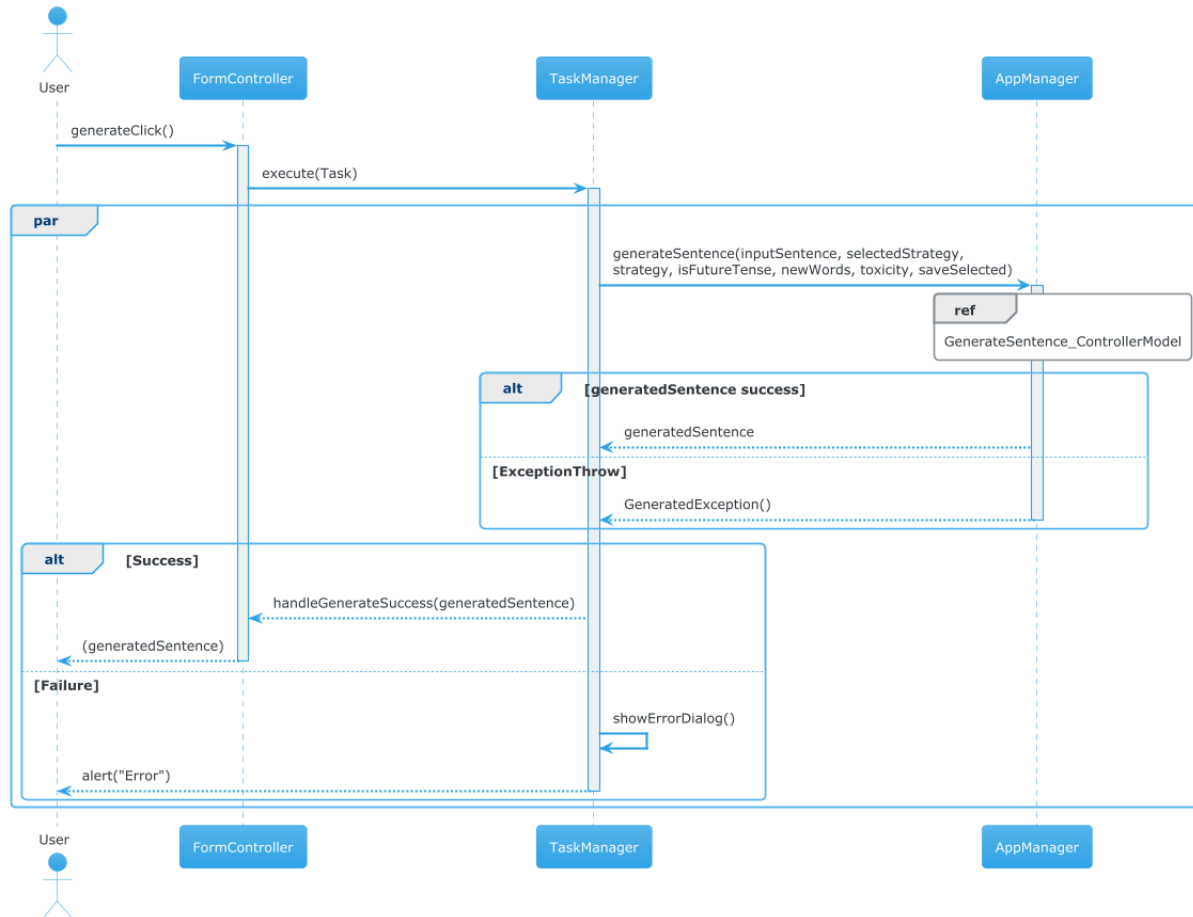 User
FormController
TaskManager
AppManager
generateClick()
execute(Task)
par
generateSentence(inputSentence, selectedStrategy,
strategy, isFutureTense, newWords, toxicity, saveSelected)
ref
GenerateSentence_ControllerModel
alt
[generatedSentence success]
generatedSentence
[ExceptionThrow]
GeneratedException()
alt
[Success]
handleGenerateSuccess(generatedSentence)
(generatedSentence)
[Failure]
showErrorDialog()
alert("Error")
User
FormController
TaskManager
AppManager